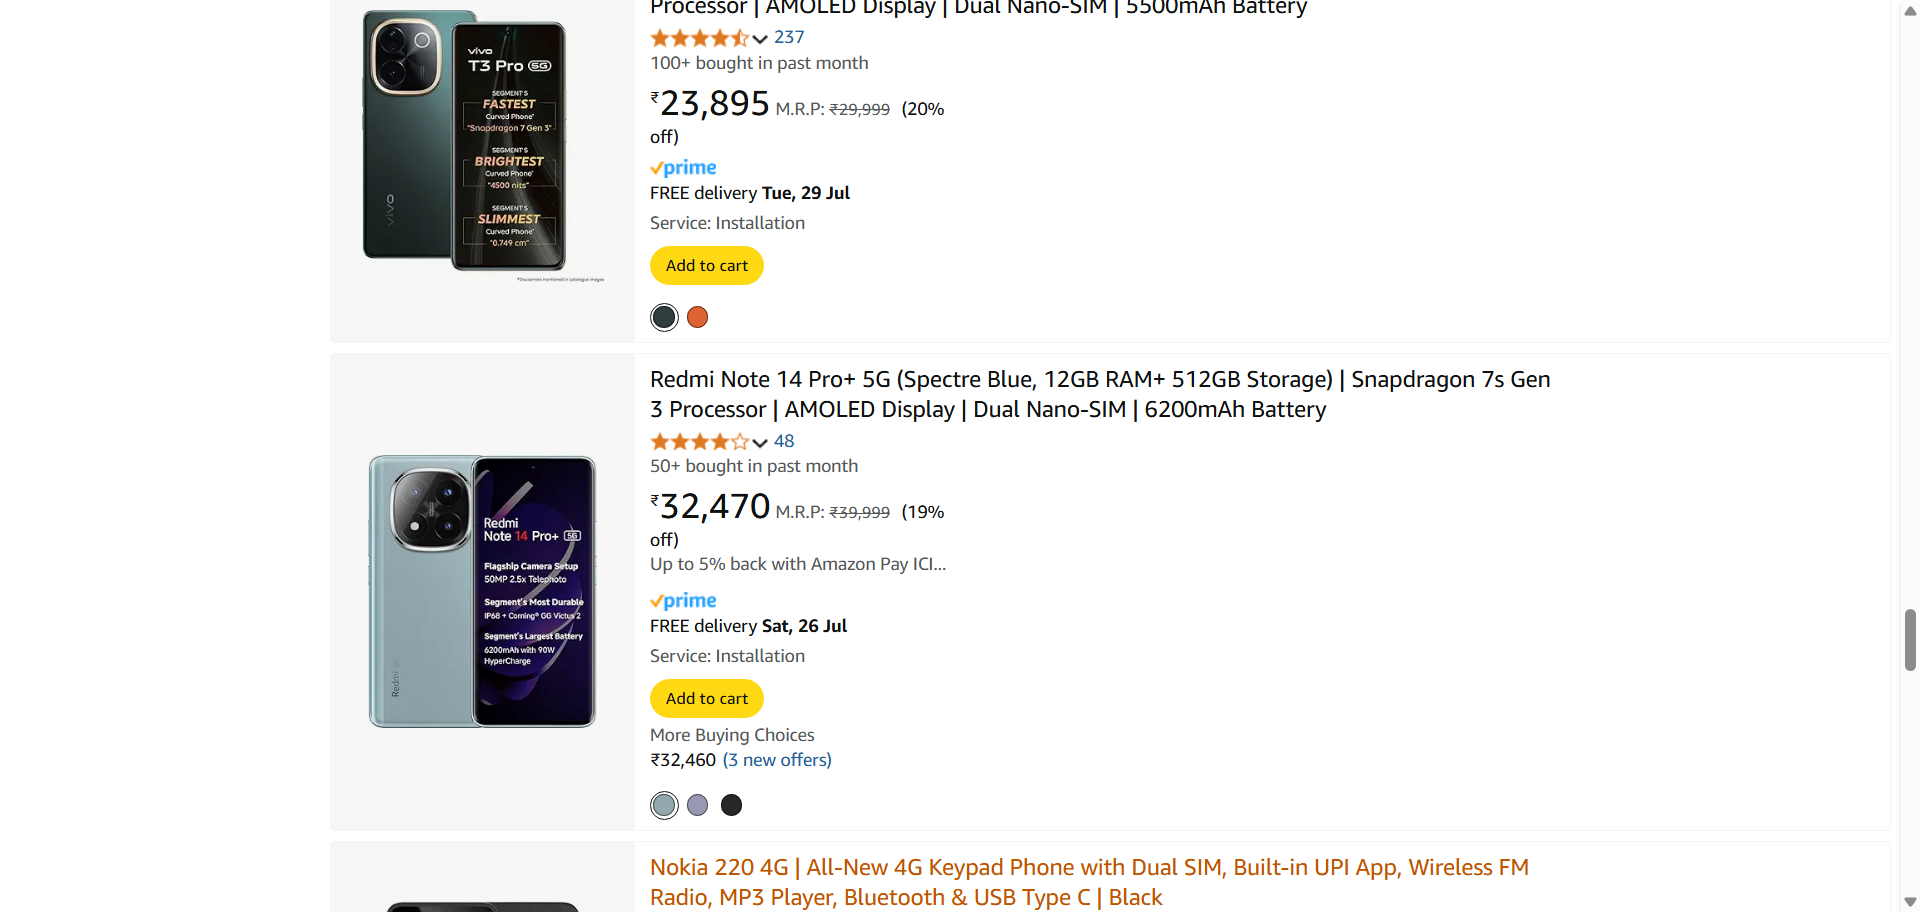 Processor | AMOLED Display | Dual Nano-SIM | 5500mAh Battery
237
100+ bought in past month
₹23,895 M.R.P: ₹29,999 (20%
off)
prime
FREE delivery Tue, 29 Jul
Service: Installation
Add to cart
vivo
T3 Pro 5G
SEGMENT'S
FASTEST
Curved Phone*
"Snapdragon 7 Gen 3"
SEGMENT'S
BRIGHTEST
Curved Phone*
"4500 nits"
SEGMENT'S
SLIMMEST
Curved Phone*
"0.749 cm"
*Disclaimers mentioned in catalogue images
vivo
Redmi Note 14 Pro+ 5G (Spectre Blue, 12GB RAM+ 512GB Storage) | Snapdragon 7s Gen
3 Processor | AMOLED Display | Dual Nano-SIM | 6200mAh Battery
48
50+ bought in past month
₹32,470 M.R.P: ₹39,999 (19%
off)
Up to 5% back with Amazon Pay ICI...
prime
FREE delivery Sat, 26 Jul
Service: Installation
Add to cart
More Buying Choices
₹32,460 (3 new offers)
Redmi
Note 14 Pro+ 5G
Flagship Camera Setup
50MP 2.5x Telephoto
Segment's Most Durable
IP68 + Corning® GG Victus 2
Segment's Largest Battery
6200mAh with 90W
HyperCharge
Redmi
Nokia 220 4G | All-New 4G Keypad Phone with Dual SIM, Built-in UPI App, Wireless FM
Radio, MP3 Player, Bluetooth & USB Type C | Black